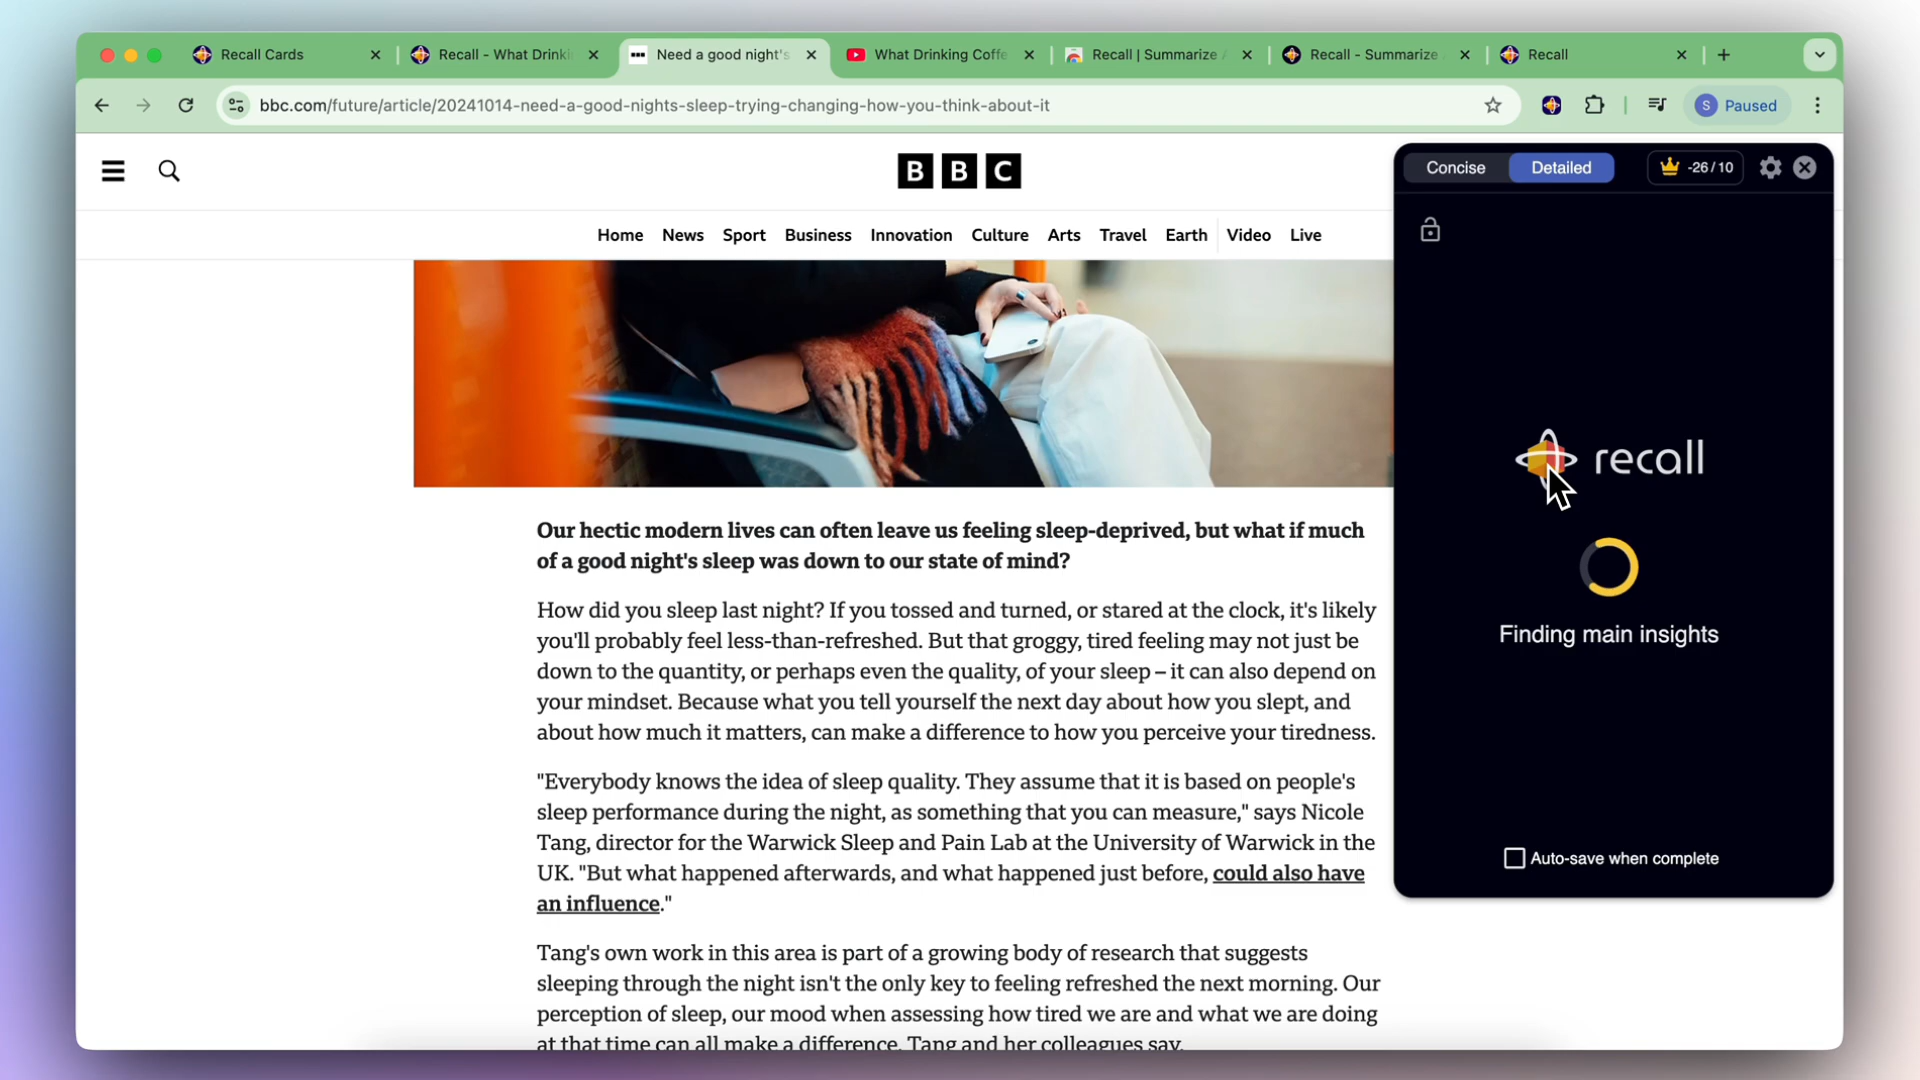 Recall Cards
Recall - What Drinki
Need a good night's
What Drinking Coffe
Recall | Summarize A
Recall - Summarize
Recall
bbc.com/future/article/20241014-need-a-good-nights-sleep-trying-changing-how-you-think-about-it
S Paused
BBC
Home News Sport Business Innovation Culture Arts Travel Earth Video Live
Our hectic modern lives can often leave us feeling sleep-deprived, but what if much
of a good night's sleep was down to our state of mind?
How did you sleep last night? If you tossed and turned, or stared at the clock, it's likely
you'll probably feel less-than-refreshed. But that groggy, tired feeling may not just be
down to the quantity, or perhaps even the quality, of your sleep – it can also depend on
your mindset. Because what you tell yourself the next day about how you slept, and
about how much it matters, can make a difference to how you perceive your tiredness.
"Everybody knows the idea of sleep quality. They assume that it is based on people's
sleep performance during the night, as something that you can measure," says Nicole
Tang, director for the Warwick Sleep and Pain Lab at the University of Warwick in the
UK. "But what happened afterwards, and what happened just before, could also have
an influence."
Tang's own work in this area is part of a growing body of research that suggests
sleeping through the night isn't the only key to feeling refreshed the next morning. Our
perception of sleep, our mood when assessing how tired we are and what we are doing
at that time can all make a difference, Tang and her colleagues say.
Concise Detailed -26/10
recall
Finding main insights
Auto-save when complete